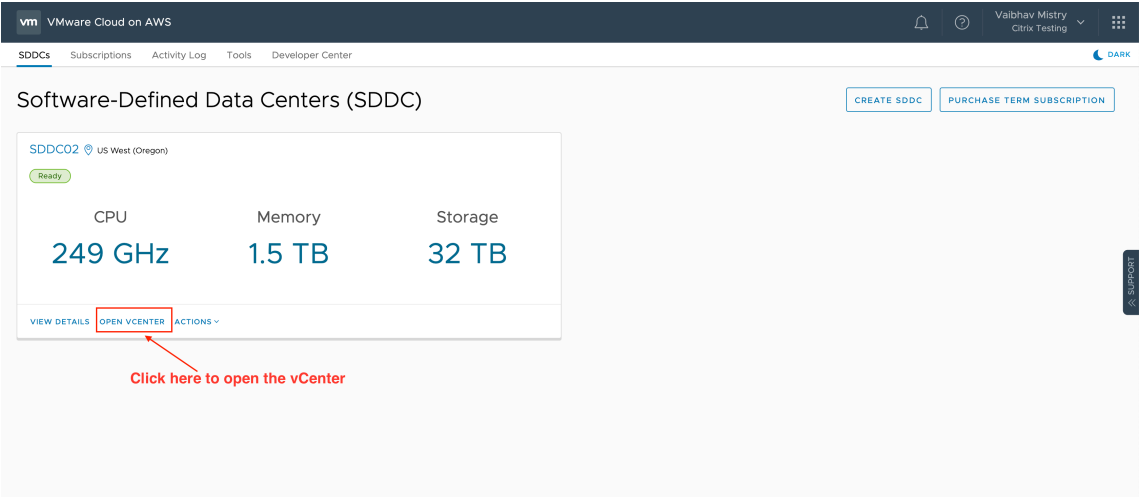 vm VMware Cloud on AWS
Vaibhav Mistry
Citrix Testing
SDDCs Subscriptions Activity Log Tools Developer Center
DARK
Software-Defined Data Centers (SDDC)
CREATE SDDC PURCHASE TERM SUBSCRIPTION
SDDC02 US West (Oregon)
Ready
CPU Memory Storage
249 GHz 1.5 TB 32 TB
SUPPORT
VIEW DETAILS OPEN VCENTER ACTIONS
Click here to open the vCenter